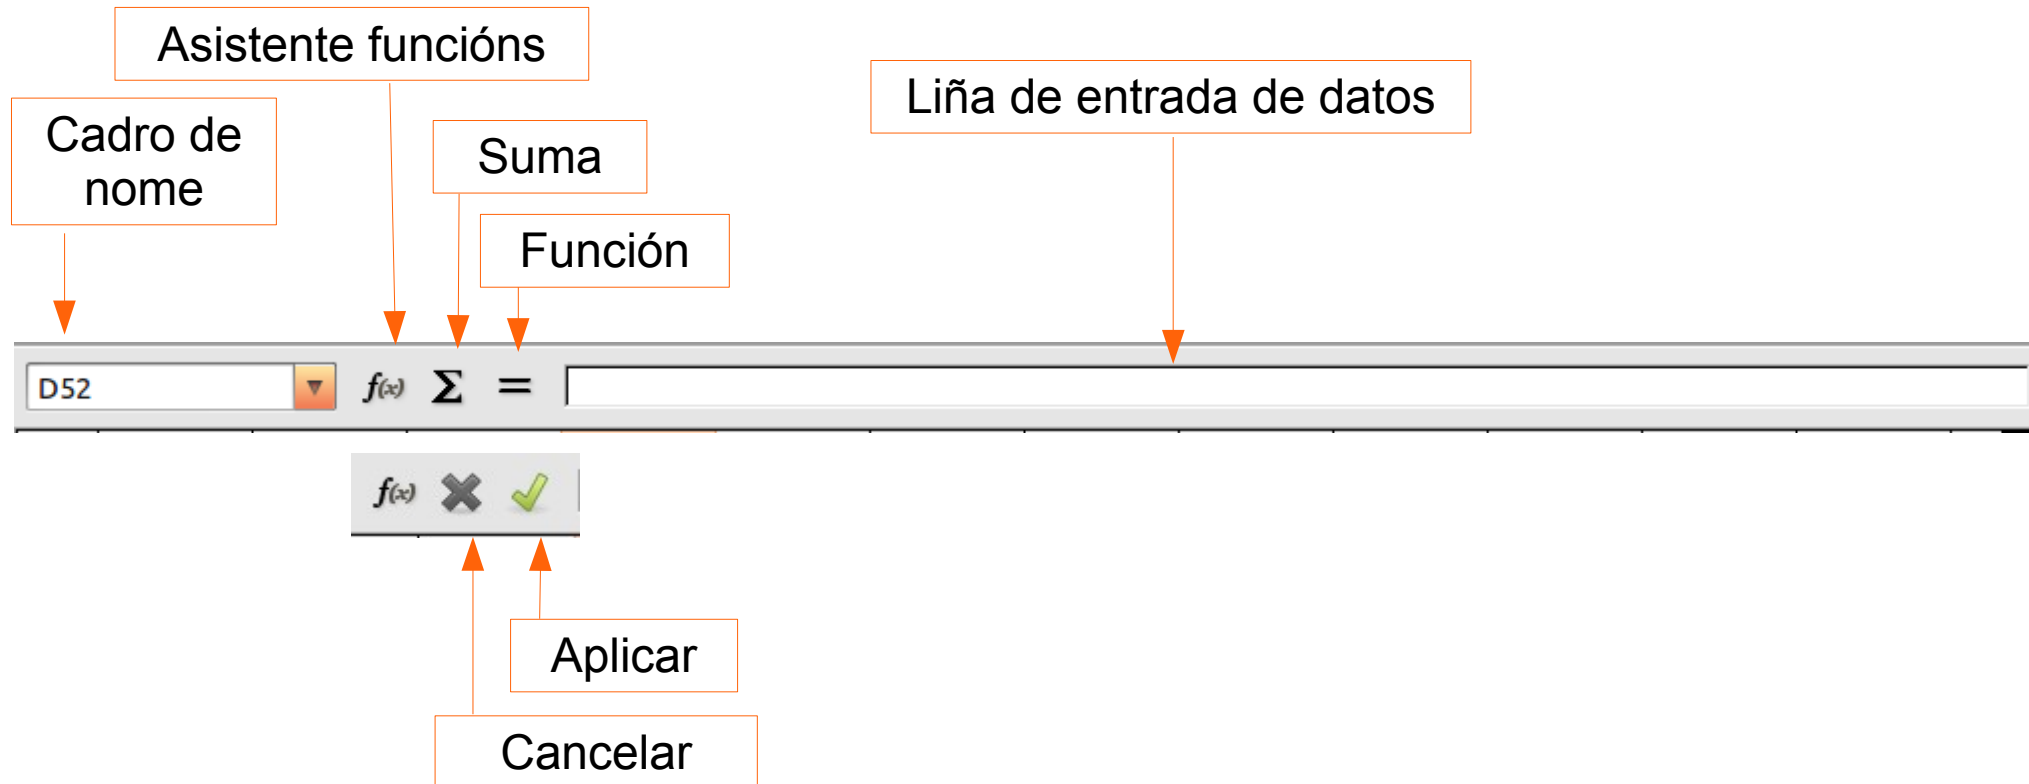 Asistente funcións
Liña de entrada de datos
Cadro de
nome
Suma
Función
D52
f(x) Σ =
f(x)
Aplicar
Cancelar